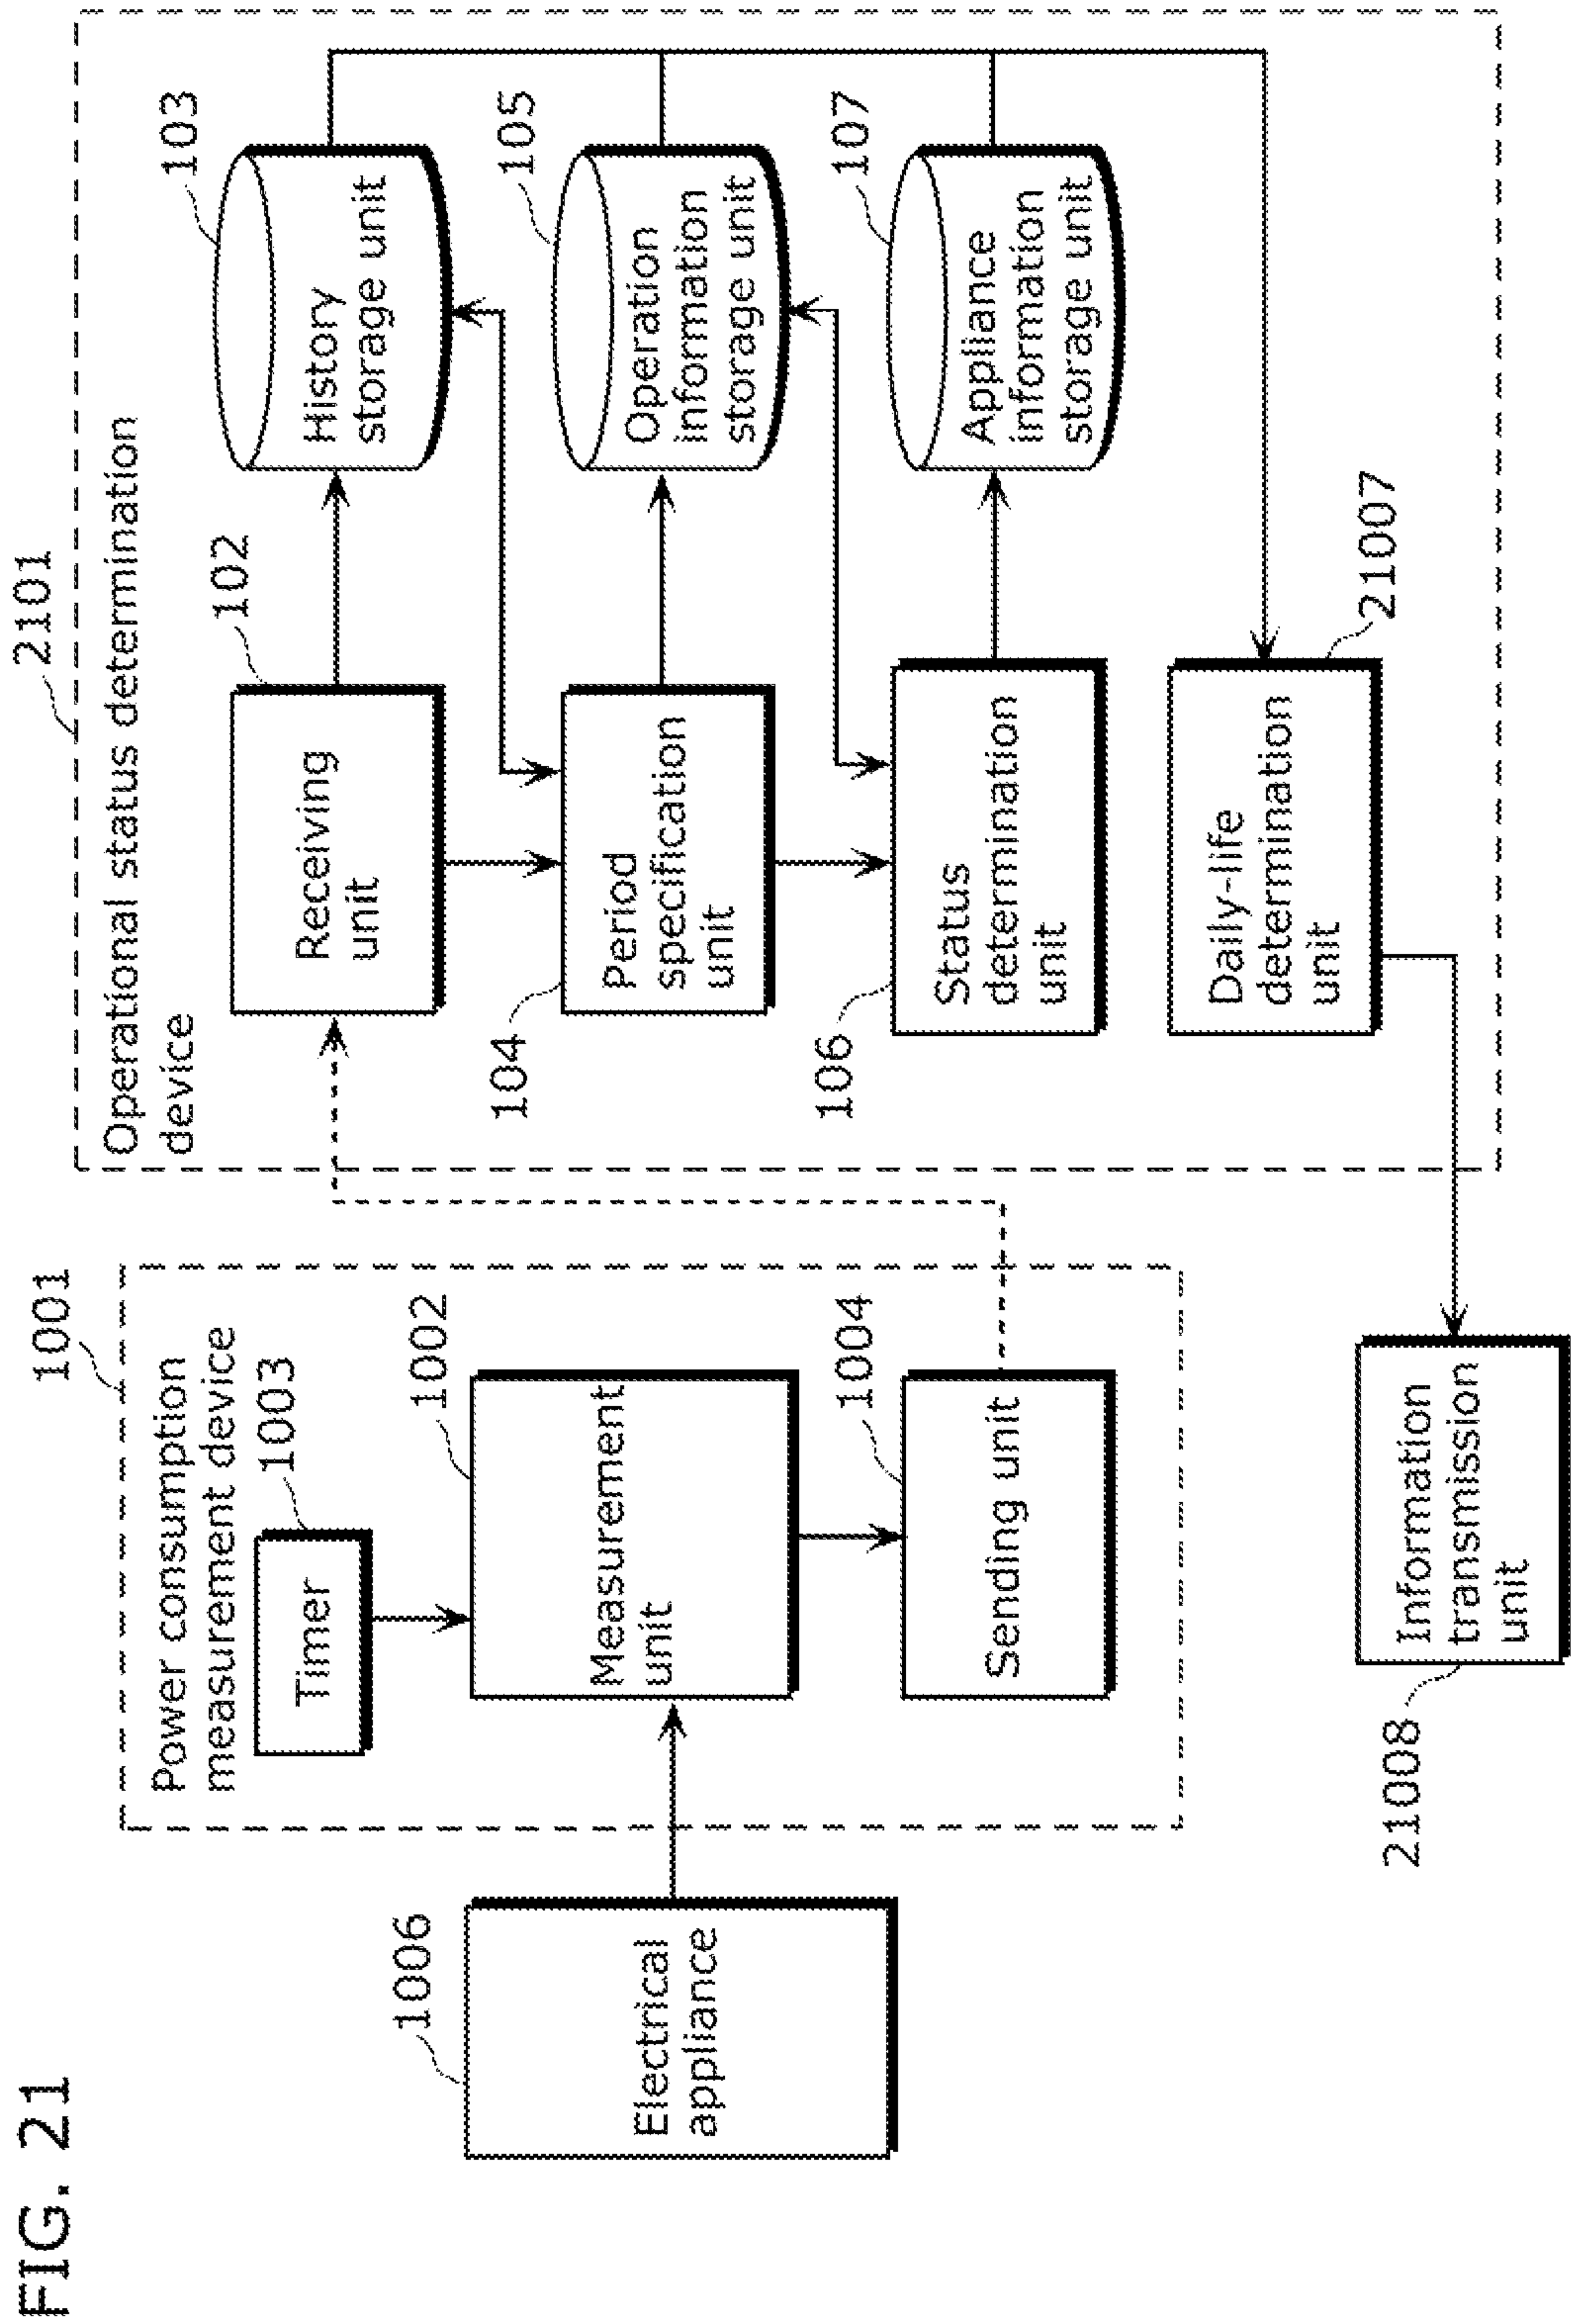 FIG. 21
1006
Electrical
appliance
1001
Power consumption
measurement device
1003
Timer
1002
Measurement
unit
1004
Sending unit
21008
Information
transmission
unit
2101
Operational status determination
device
102
Receiving
unit
103
History
storage unit
104
Period
specification
unit
105
Operation
information
storage unit
106
Status
determination
unit
107
Appliance
information
storage unit
21007
Daily-life
determination
unit